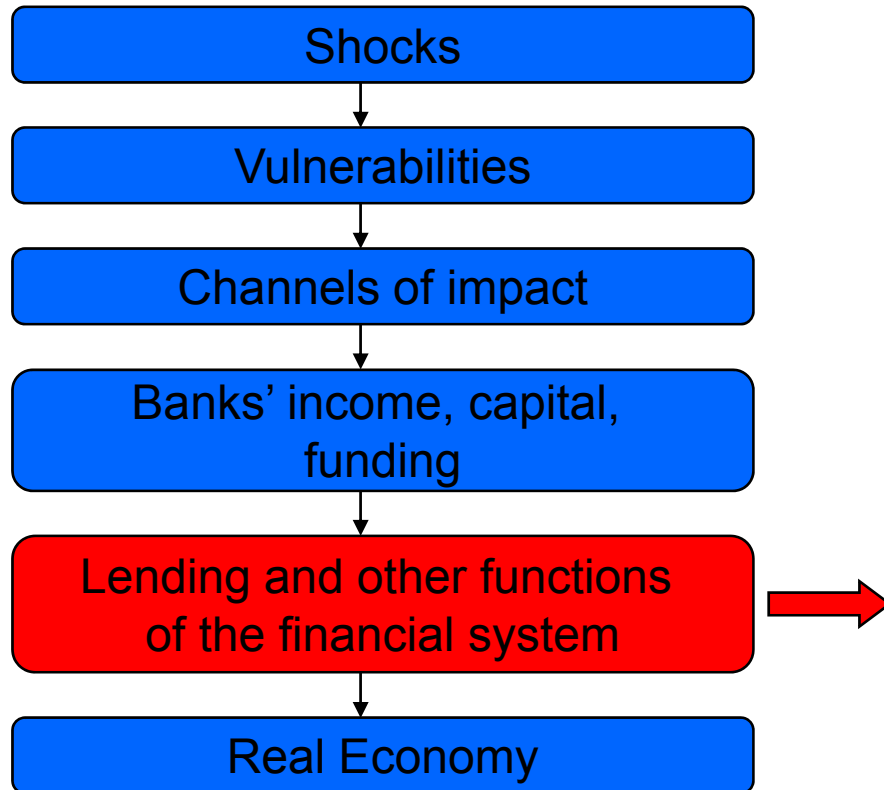 Shocks
Vulnerabilities
Channels of impact
Banks’ income, capital,
funding
Lending and other functions
of the financial system
Real Economy